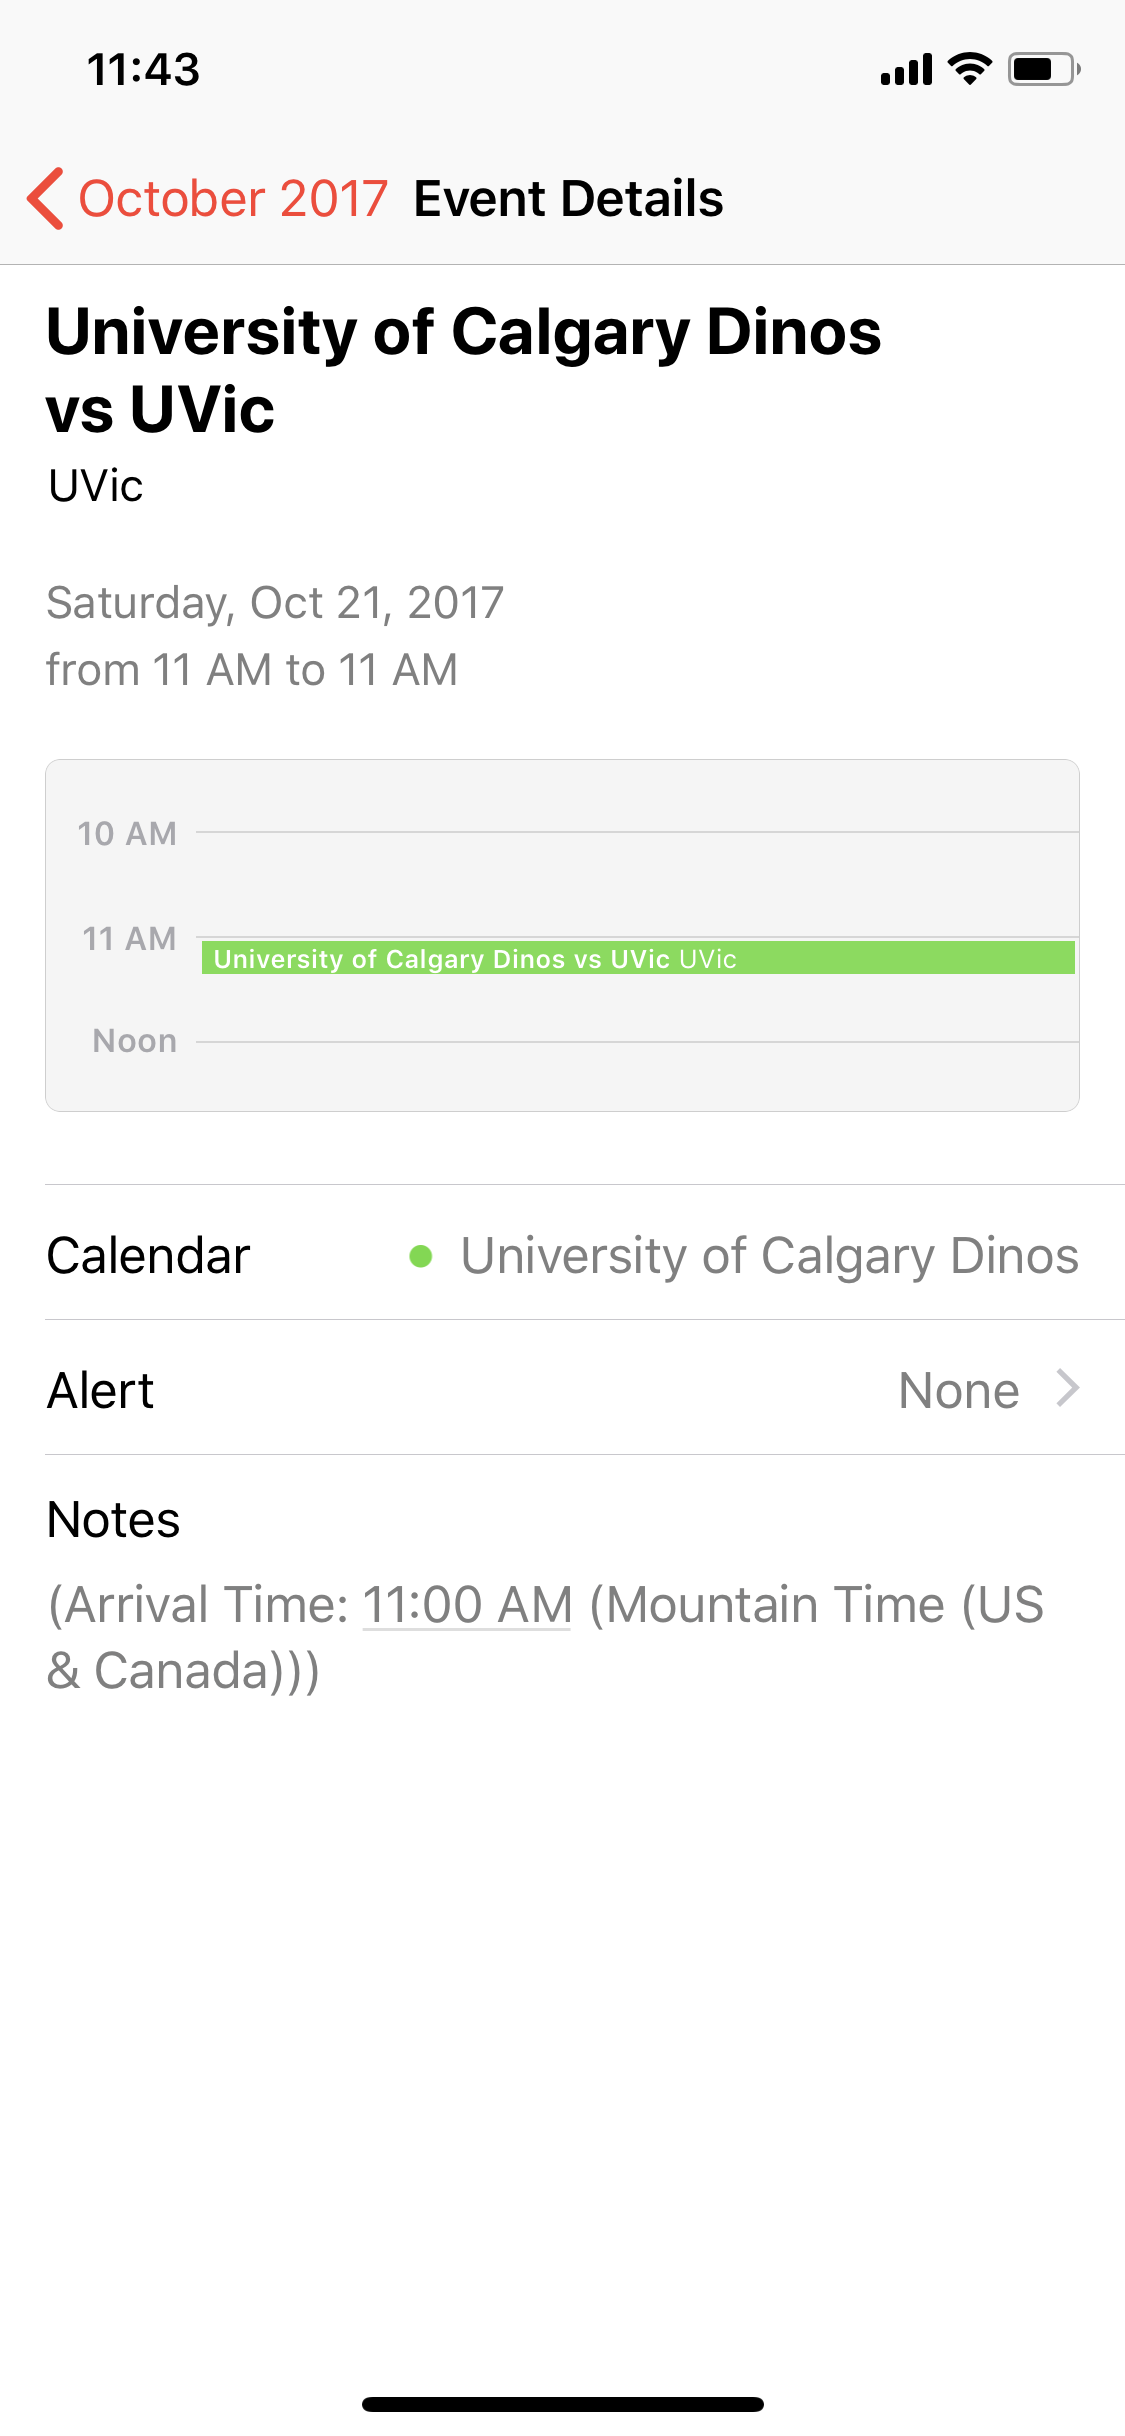 11:43
October 2017 Event Details
University of Calgary Dinos
vs UVic
UVic
Saturday, Oct 21, 2017
from 11 AM to 11 AM
10 AM
11 AM
University of Calgary Dinos vs UVic UVic
Noon
Calendar University of Calgary Dinos
Alert None
Notes
(Arrival Time: 11:00 AM (Mountain Time (US
& Canada)))